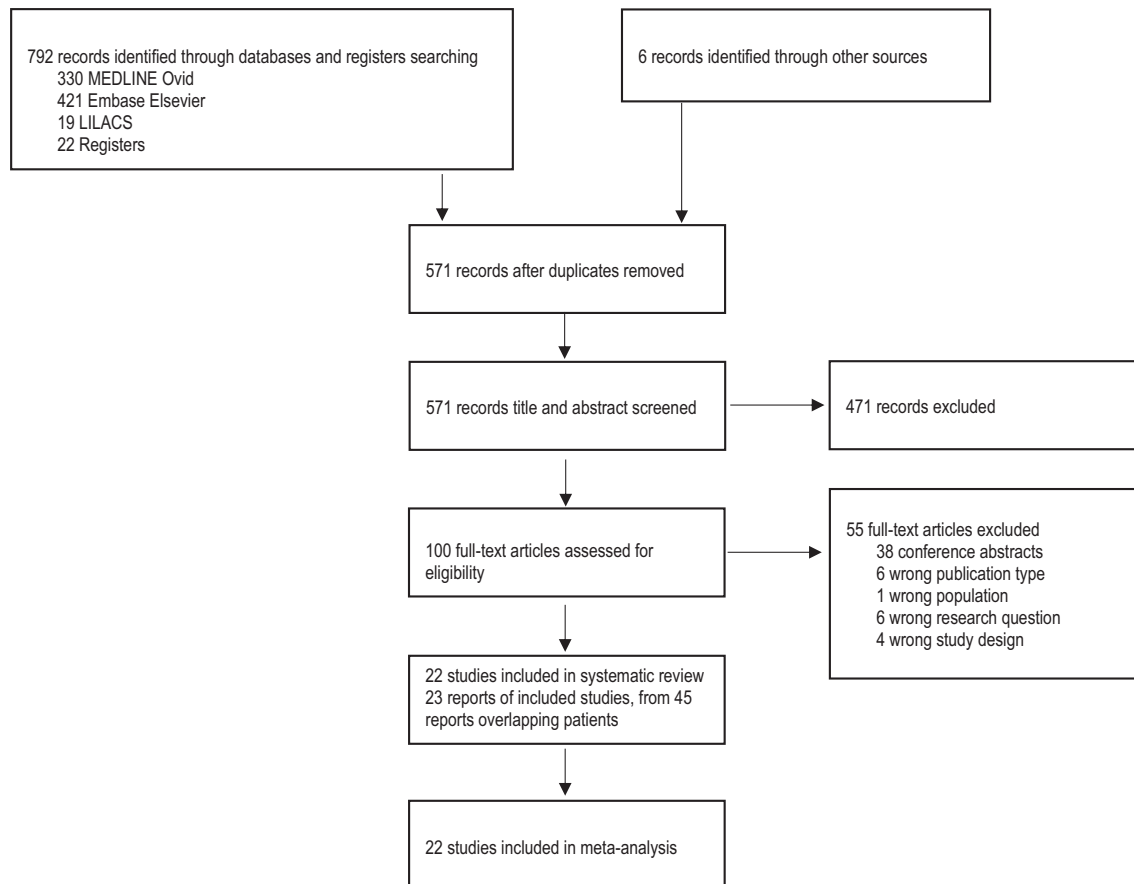 792 records identified through databases and registers searching
330 MEDLINE Ovid
421 Embase Elsevier
19 LILACS
22 Registers
6 records identified through other sources
571 records after duplicates removed
571 records title and abstract screened
471 records excluded
100 full-text articles assessed for
eligibility
55 full-text articles excluded
38 conference abstracts
6 wrong publication type
1 wrong population
6 wrong research question
4 wrong study design
22 studies included in systematic review
23 reports of included studies, from 45
reports overlapping patients
22 studies included in meta-analysis